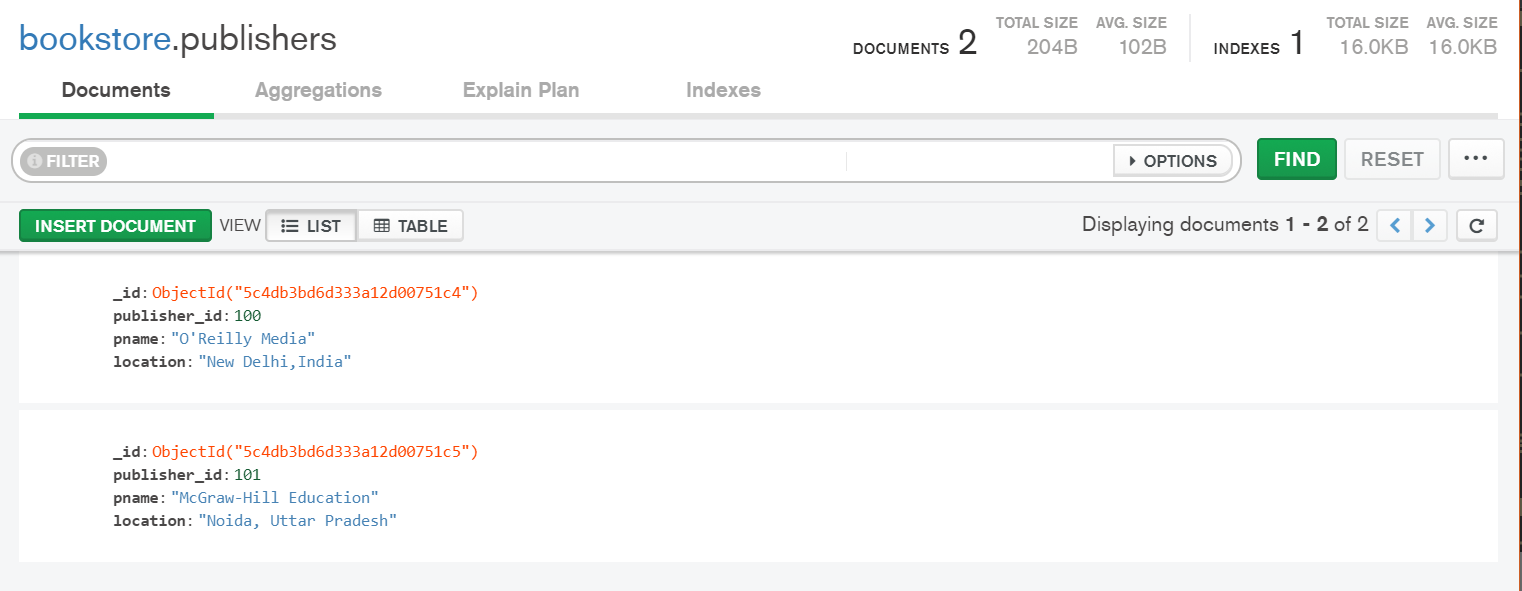 bookstore.publishers
DOCUMENTS 2 TOTAL SIZE 204B AVG. SIZE 102B INDEXES 1 TOTAL SIZE 16.0KB AVG. SIZE 16.0KB
Documents Aggregations Explain Plan Indexes
FILTER OPTIONS FIND RESET ...
INSERT DOCUMENT VIEW LIST TABLE Displaying documents 1 - 2 of 2
_id: ObjectId("5c4db3bd6d333a12d00751c4")
publisher_id: 100
pname: "O'Reilly Media"
location: "New Delhi,India"
_id: ObjectId("5c4db3bd6d333a12d00751c5")
publisher_id: 101
pname: "McGraw-Hill Education"
location: "Noida, Uttar Pradesh"